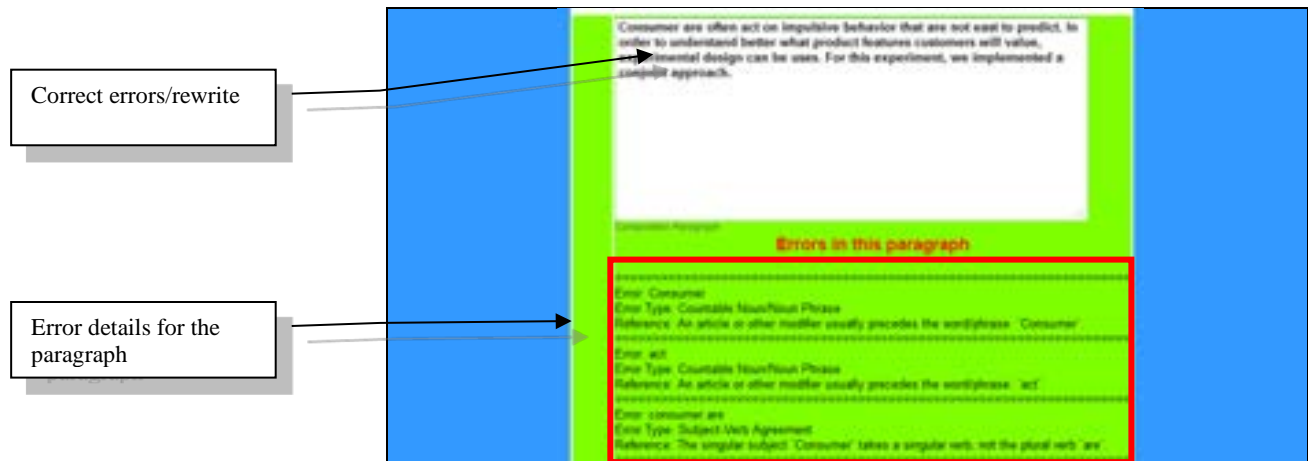 Consumer are often act on impulsive behavior that are not east to predict. In
order to understand better what product features customers will value,
design can be uses. For this experiment, we implemented a
approach.
Correct errors/rewrite
Errors in this paragraph
Error details for the
paragraph
Error: Consumer
Error Type: Countable Noun/Noun Phrase
Reference: An article or other modifier usually precedes the word/phrase 'Consumer'.
Error: act
Error Type: Countable Noun/Noun Phrase
Reference: An article or other modifier usually precedes the word/phrase 'act'.
Error: consumer are
Error Type: Subject-Verb Agreement
Reference: The singular subject 'Consumer' takes a singular verb, not the plural verb 'are'.